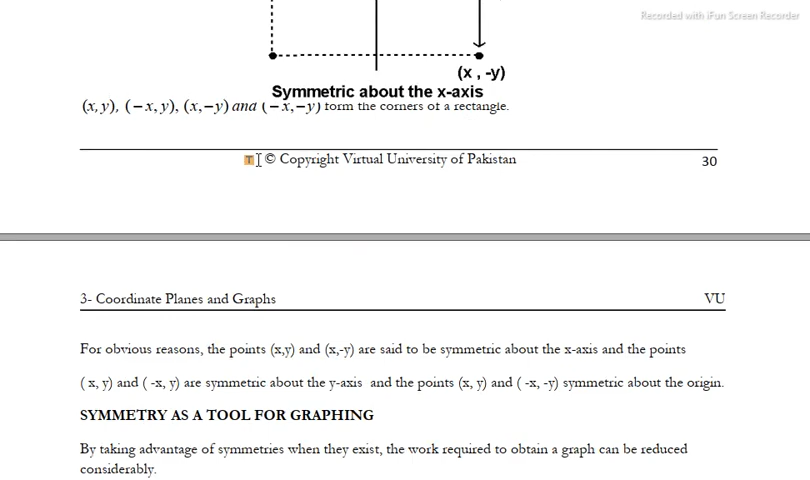 Recorded with iFun Screen Recorder
(x , -y)
Symmetric about the x-axis
(x, y), (−x, y), (x,−y) and (−x,−y) form the corners of a rectangle.
T © Copyright Virtual University of Pakistan 30
3- Coordinate Planes and Graphs VU
For obvious reasons, the points (x,y) and (x,-y) are said to be symmetric about the x-axis and the points
( x, y) and ( -x, y) are symmetric about the y-axis and the points (x, y) and ( -x, -y) symmetric about the origin.
SYMMETRY AS A TOOL FOR GRAPHING
By taking advantage of symmetries when they exist, the work required to obtain a graph can be reduced
considerably.